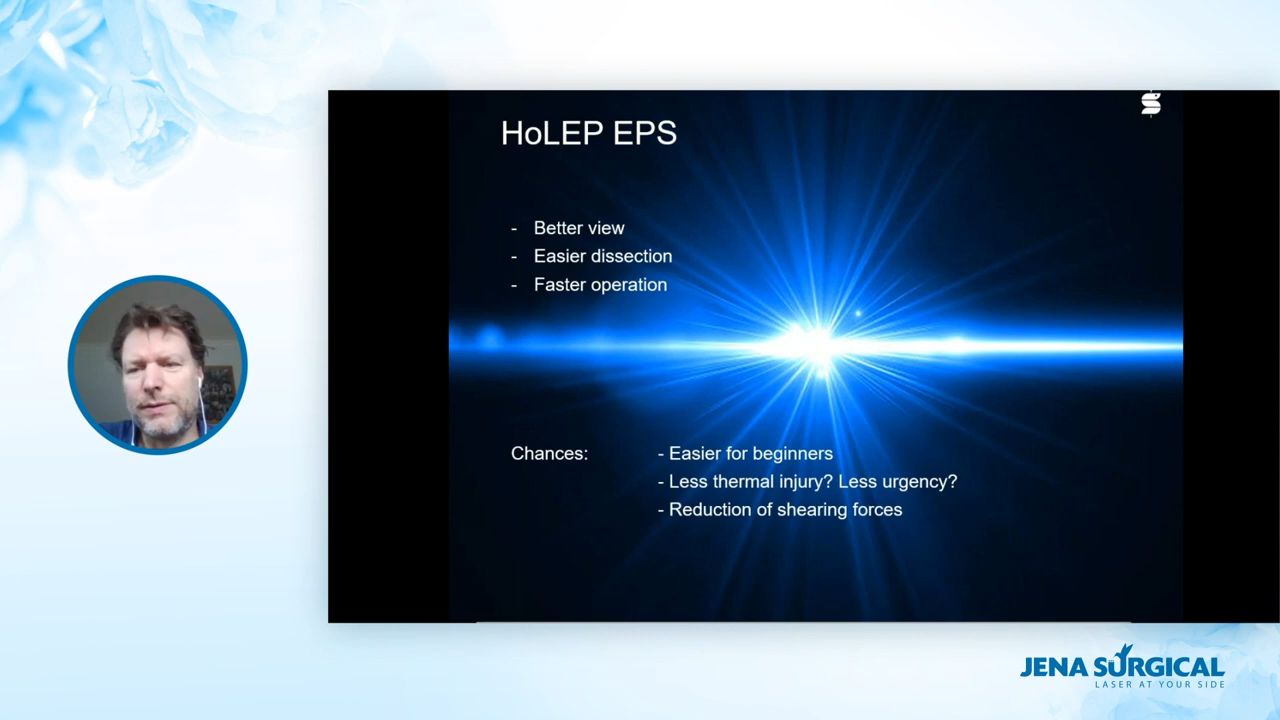 HoLEP EPS
- Better view
- Easier dissection
- Faster operation
Chances: - Easier for beginners
- Less thermal injury? Less urgency?
- Reduction of shearing forces
JENA SURGICAL
LASER AT YOUR SIDE